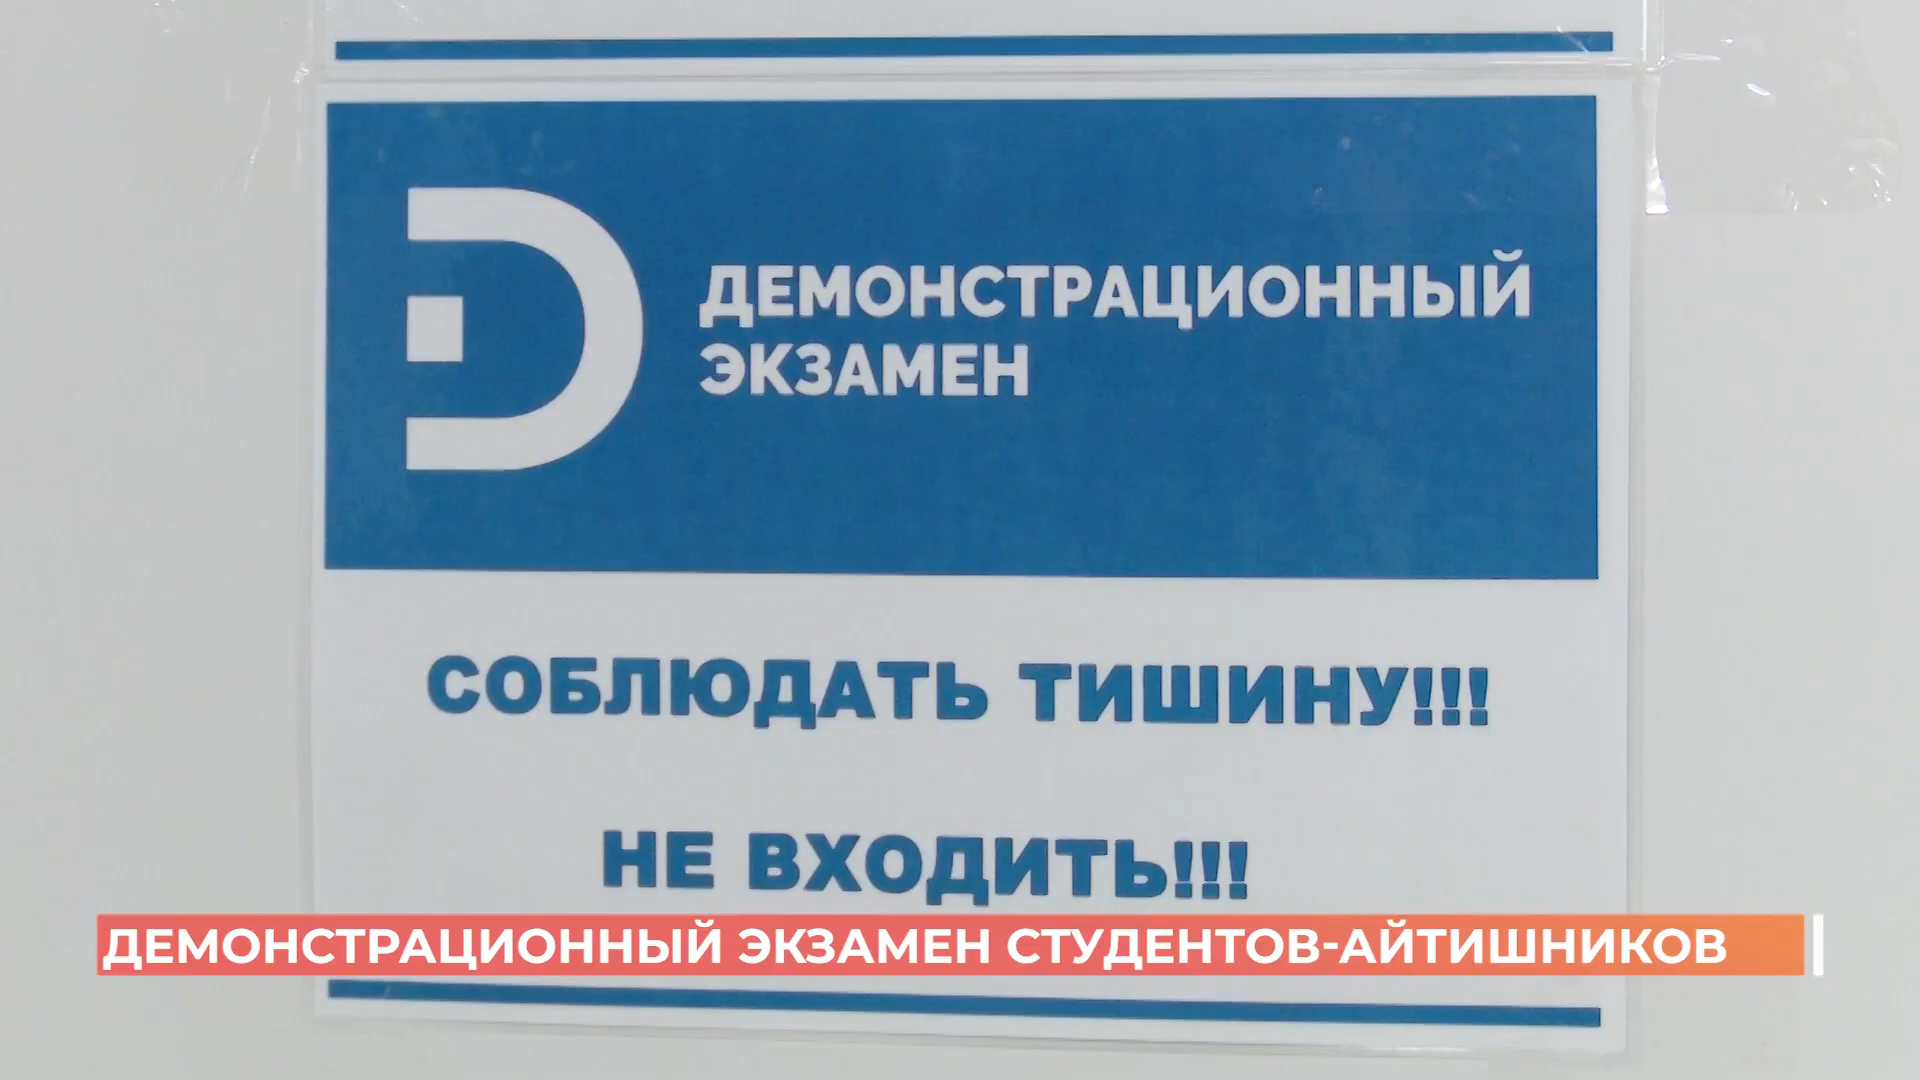 ДЕМОНСТРАЦИОННЫЙ
ЭКЗАМЕН
СОБЛЮДАТЬ ТИШИНУ!!!
НЕ ВХОДИТЬ!!!
ДЕМОНСТРАЦИОННЫЙ ЭКЗАМЕН СТУДЕНТОВ-АЙТИШНИКОВ